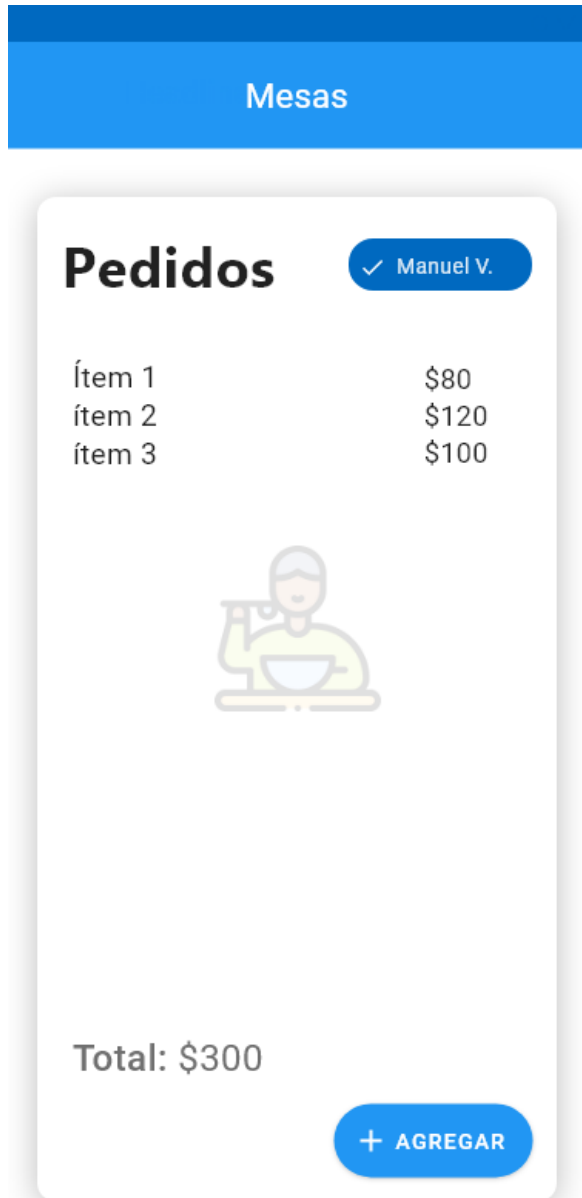 Mesas
Pedidos
Manuel V.
Ítem 1 $80
ítem 2 $120
ítem 3 $100
Total: $300
+ AGREGAR